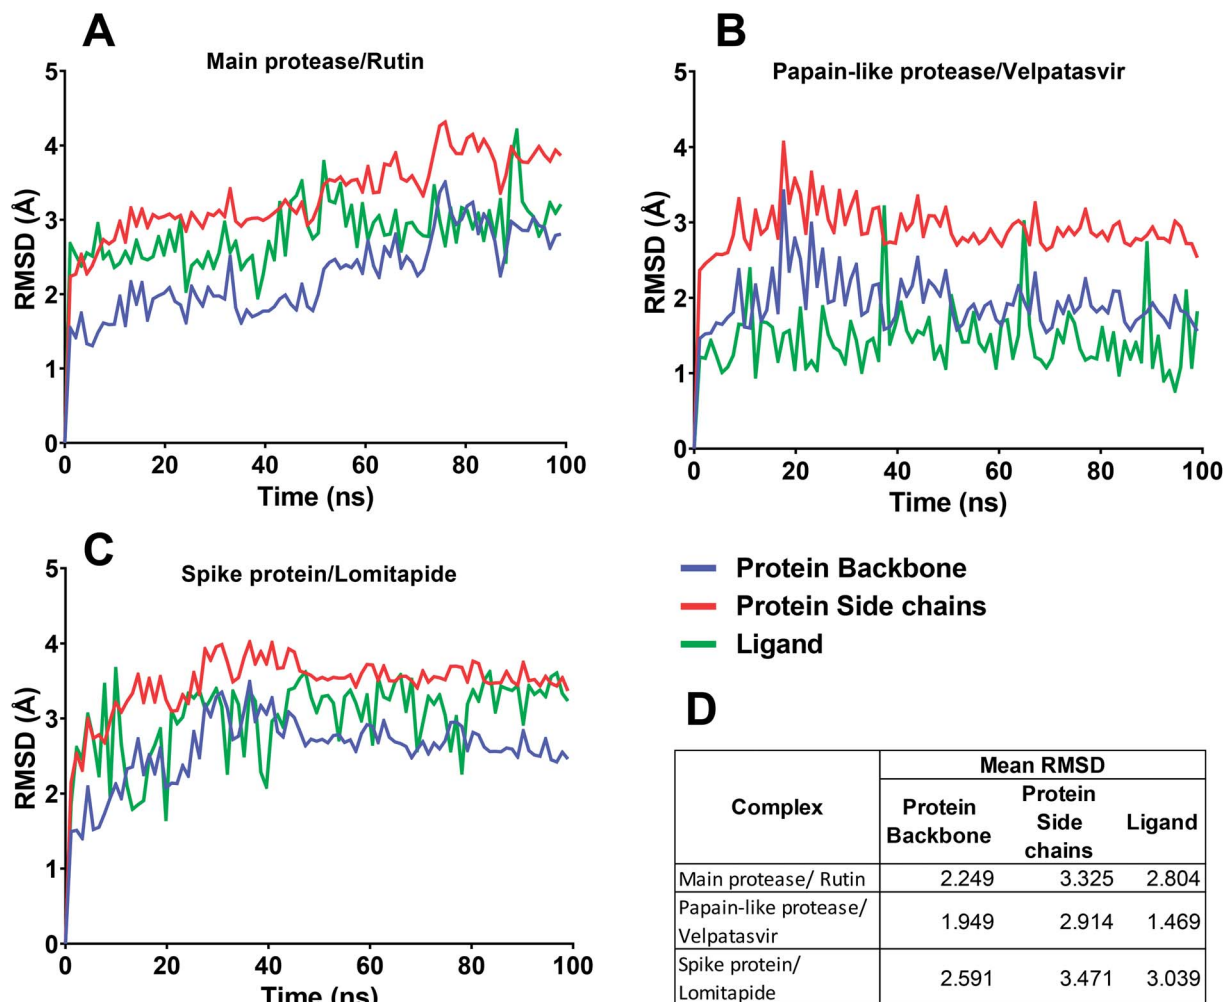 A
Main protease/Rutin
RMSD (Å)
5
4
3
2
1
0
0 20 40 60 80 100
Time (ns)
B
Papain-like protease/Velpatasvir
RMSD (Å)
5
4
3
2
1
0
0 20 40 60 80 100
Time (ns)
C
Spike protein/Lomitapide
RMSD (Å)
5
4
3
2
1
0
0 20 40 60 80 100
Time (ns)
Protein Backbone
Protein Side chains
Ligand
D
Complex
Mean RMSD
Protein
Backbone
Protein
Side
chains
Ligand
Main protease/ Rutin 2.249 3.325 2.804
Papain-like protease/
Velpatasvir 1.949 2.914 1.469
Spike protein/
Lomitapide 2.591 3.471 3.039